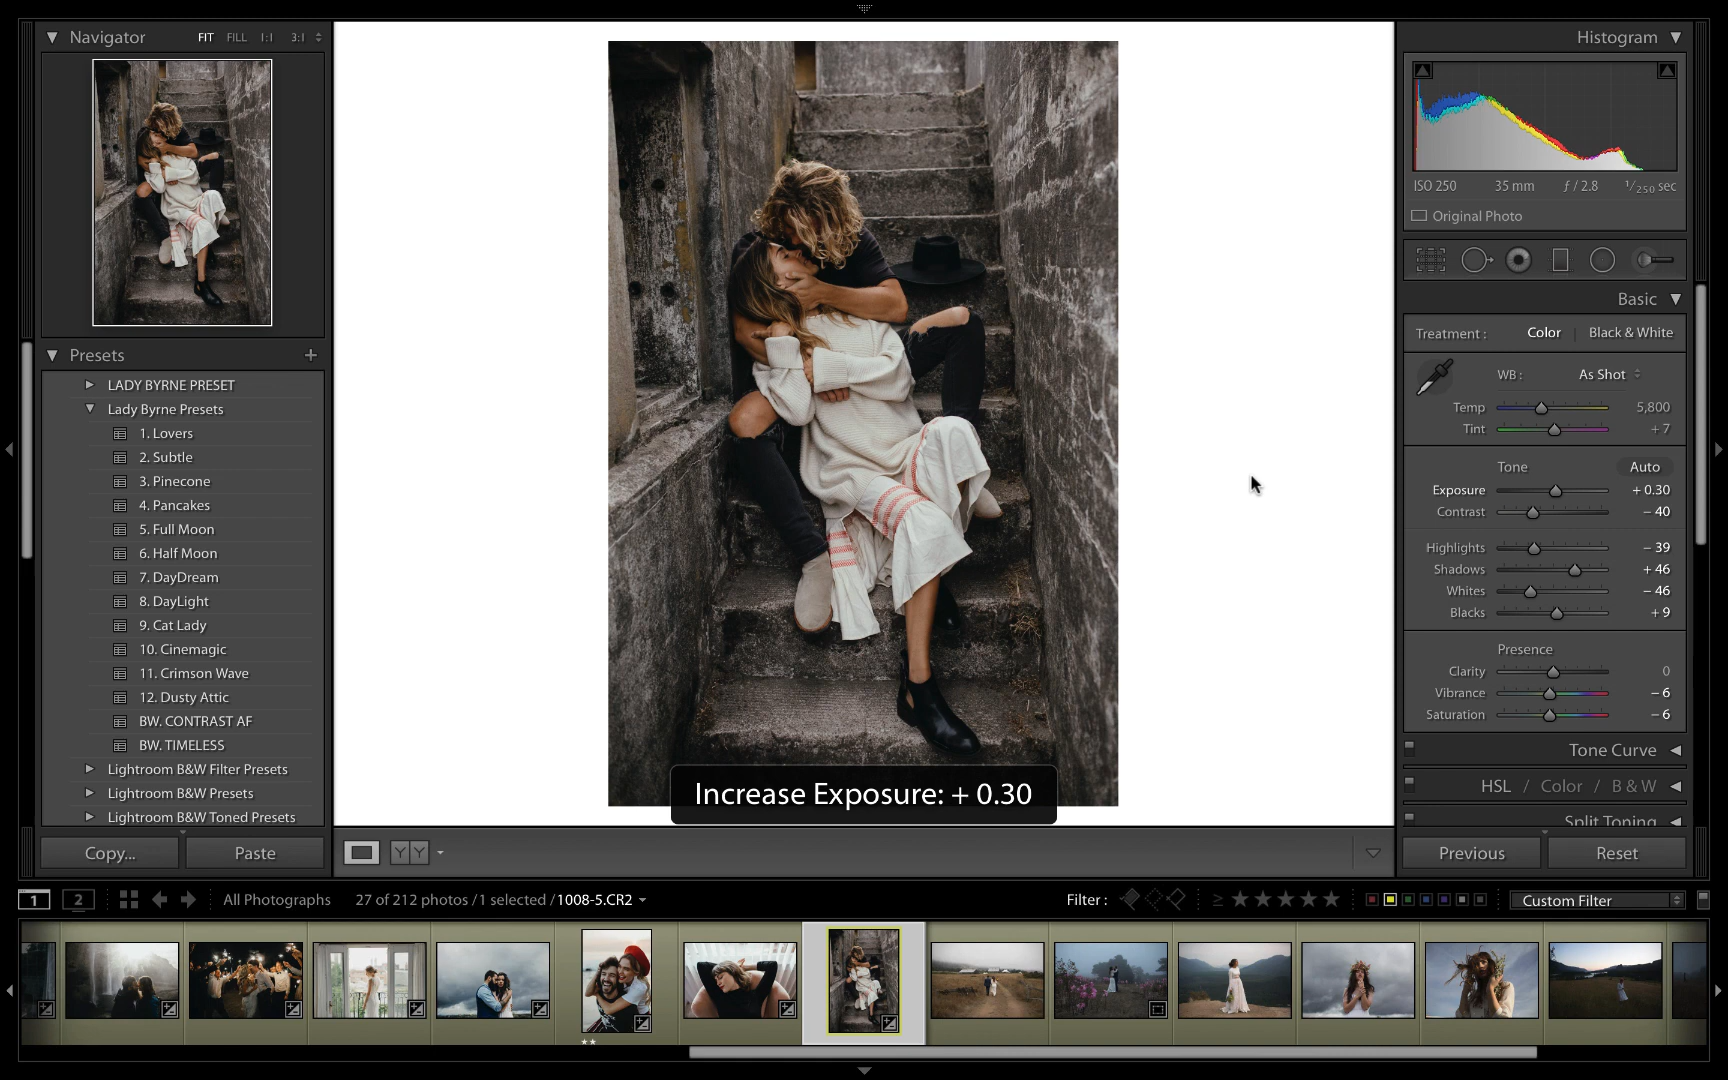 Navigator FIT FILL 1:1 3:1
Presets +
LADY BYRNE PRESET
Lady Byrne Presets
1. Lovers
2. Subtle
3. Pinecone
4. Pancakes
5. Full Moon
6. Half Moon
7. DayDream
8. DayLight
9. Cat Lady
10. Cinemagic
11. Crimson Wave
12. Dusty Attic
BW. CONTRAST AF
BW. TIMELESS
Lightroom B&W Filter Presets
Lightroom B&W Presets
Lightroom B&W Toned Presets
Copy... Paste
Increase Exposure: + 0.30
YY
Histogram
ISO 250 35 mm ƒ / 2.8 1/250 sec
Original Photo
Basic
Treatment : Color | Black & White
WB : As Shot
Temp 5,800
Tint + 7
Tone Auto
Exposure + 0.30
Contrast − 40
Highlights − 39
Shadows + 46
Whites − 46
Blacks + 9
Presence
Clarity 0
Vibrance − 6
Saturation − 6
Tone Curve
HSL / Color / B & W
Split Toning
Previous Reset
1 2 All Photographs 27 of 212 photos / 1 selected / 1008-5.CR2 Filter : ≥ ★★★★★ Custom Filter
★★